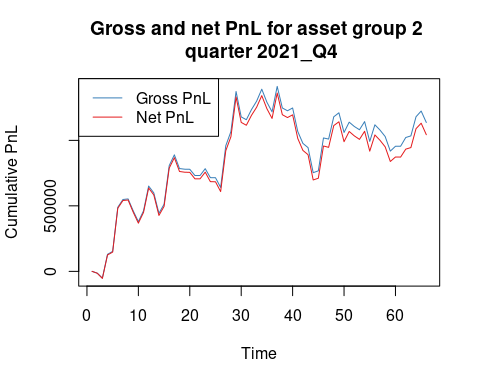 Gross and net PnL for asset group 2
quarter 2021_Q4
Gross PnL
Net PnL
Cumulative PnL
0
500000
0
10
20
30
40
50
60
Time